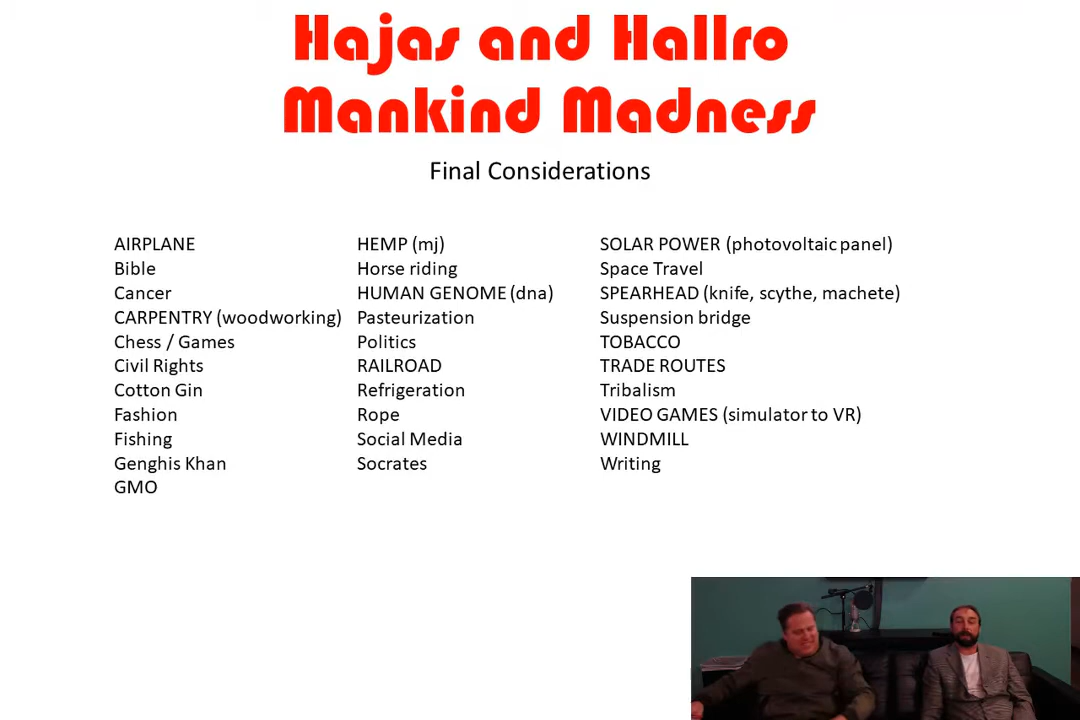 Hajas and Hallro
Mankind Madness
Final Considerations
AIRPLANE
Bible
Cancer
CARPENTRY (woodworking)
Chess / Games
Civil Rights
Cotton Gin
Fashion
Fishing
Genghis Khan
GMO
HEMP (mj)
Horse riding
HUMAN GENOME (dna)
Pasteurization
Politics
RAILROAD
Refrigeration
Rope
Social Media
Socrates
SOLAR POWER (photovoltaic panel)
Space Travel
SPEARHEAD (knife, scythe, machete)
Suspension bridge
TOBACCO
TRADE ROUTES
Tribalism
VIDEO GAMES (simulator to VR)
WINDMILL
Writing